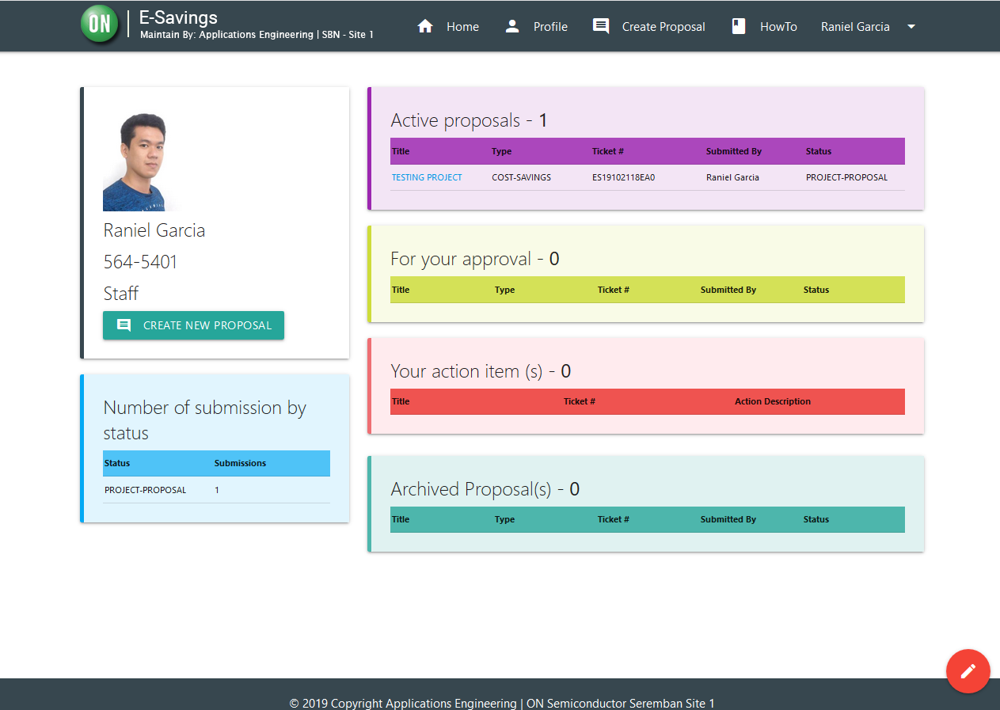 ON
E-Savings
Maintain By: Applications Engineering | SBN - Site 1
Home
Profile
Create Proposal
HowTo
Raniel Garcia
Raniel Garcia
564-5401
Staff
CREATE NEW PROPOSAL
Number of submission by
status
Status Submissions
PROJECT-PROPOSAL 1
Active proposals - 1
Title Type Ticket # Submitted By Status
TESTING PROJECT COST-SAVINGS ES19102118EA0 Raniel Garcia PROJECT-PROPOSAL
For your approval - 0
Title Type Ticket # Submitted By Status
Your action item (s) - 0
Title Ticket # Action Description
Archived Proposal(s) - 0
Title Type Ticket # Submitted By Status
© 2019 Copyright Applications Engineering | ON Semiconductor Seremban Site 1